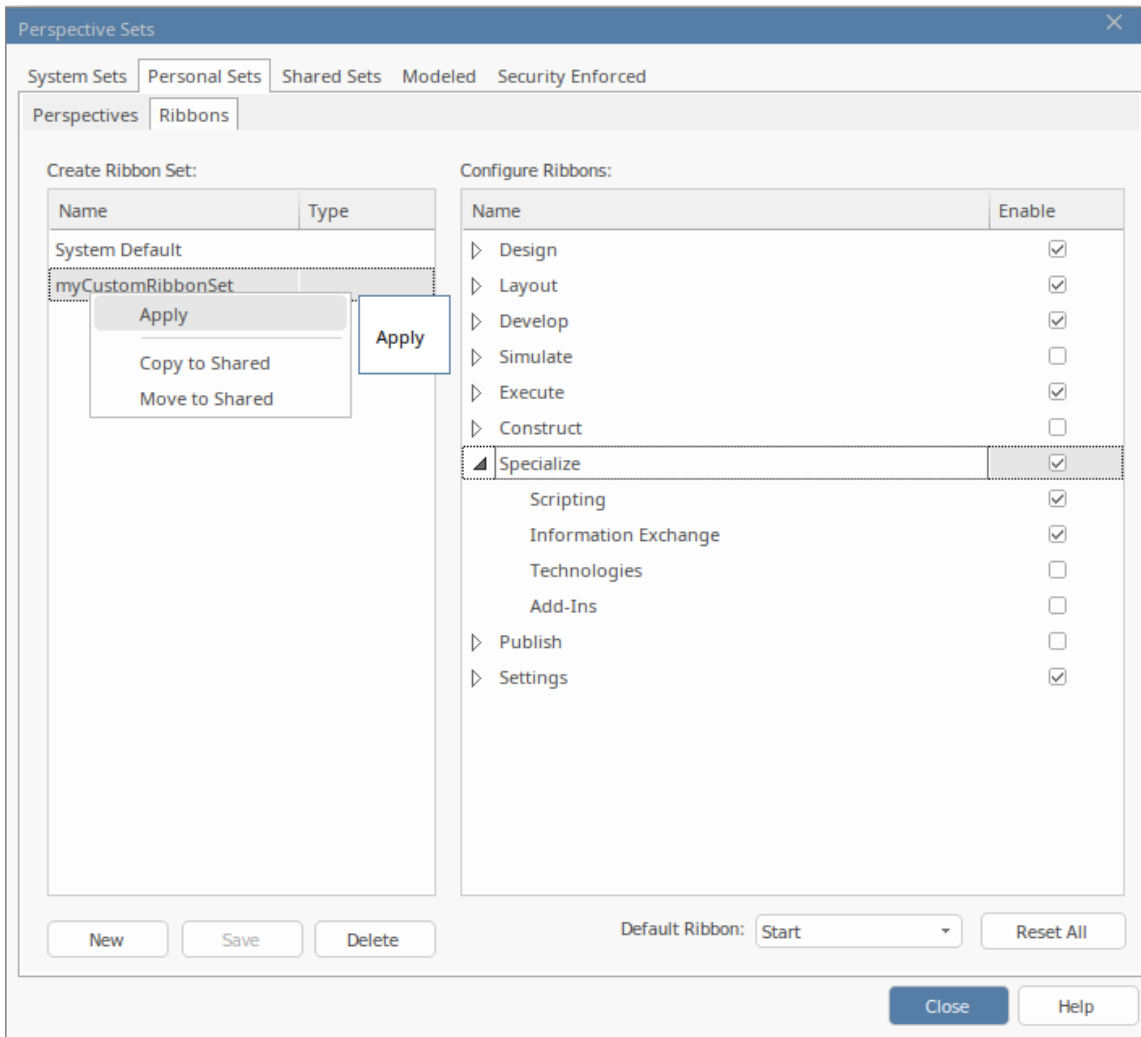 Perspective Sets
System Sets Personal Sets Shared Sets Modeled Security Enforced
Perspectives Ribbons
Create Ribbon Set:
Name Type
System Default
myCustomRibbonSet
Apply
Copy to Shared
Move to Shared
Apply
New Save Delete
Configure Ribbons:
Name Enable
Design
Layout
Develop
Simulate
Execute
Construct
Specialize
Scripting
Information Exchange
Technologies
Add-Ins
Publish
Settings
Default Ribbon: Start Reset All
Close Help